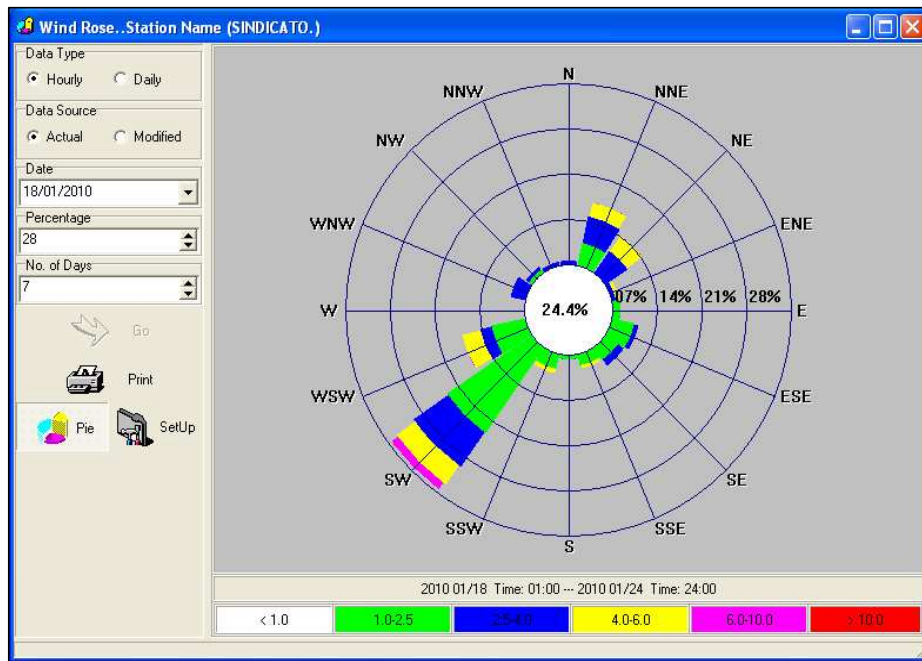 Wind Rose..Station Name (SINDICATO.)
Data Type
Hourly Daily
Data Source
Actual Modified
Date
18/01/2010
Percentage
28
No. of Days
7
Go
Print
Pie SetUp
N
NNW NNE
NW NE
WNW ENE
24.4% 07% 14% 21% 28%
W E
WSW ESE
SW SE
SSW SSE
S
2010 01/18 Time: 01:00 --- 2010 01/24 Time: 24:00
< 1.0 1.0-2.5 2.5-4.0 4.0-6.0 6.0-10.0 > 10.0